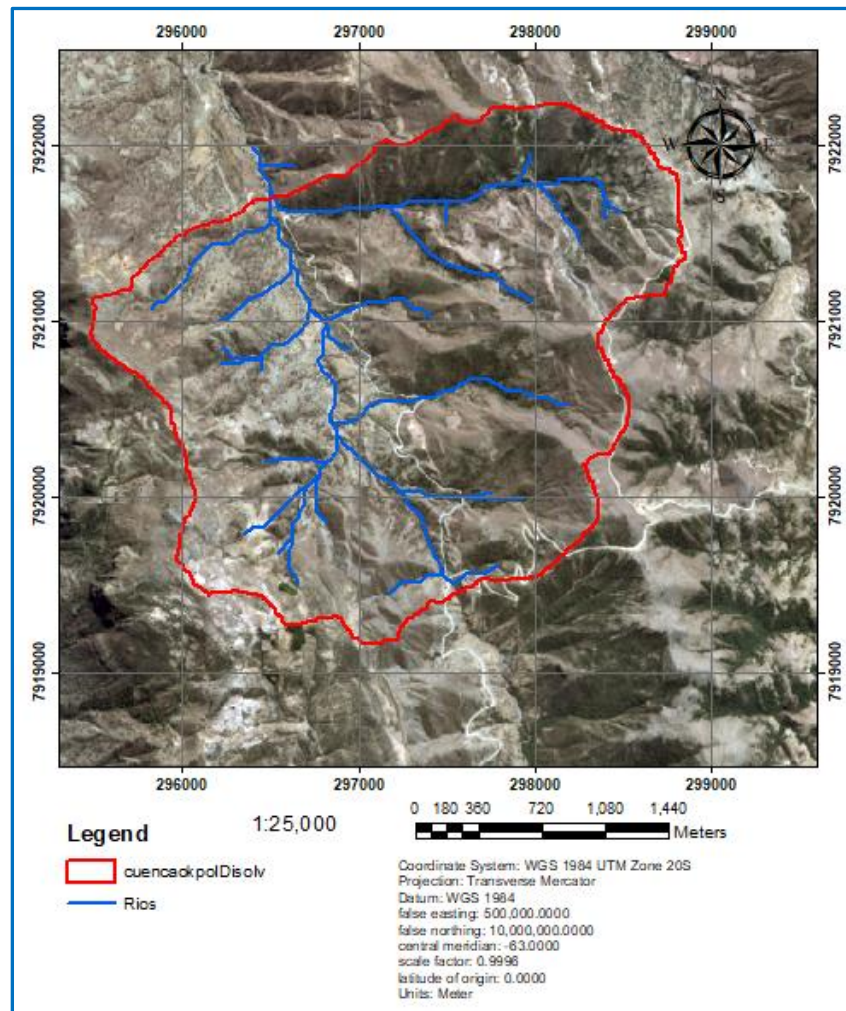 296000 297000 298000 299000
N
W E
S
7922000 7922000
7921000 7921000
7920000 7920000
7919000 7919000
296000 297000 298000 299000
Legend
1:25,000
0 180 360 720 1,080 1,440
Meters
cuencaokpolDisolv
Rios
Coordinate System: WGS 1984 UTM Zone 20S
Projection: Transverse Mercator
Datum: WGS 1984
false easting: 500,000.0000
false northing: 10,000,000.0000
central meridian: -63.0000
scale factor: 0.9996
latitude of origin: 0.0000
Units: Meter